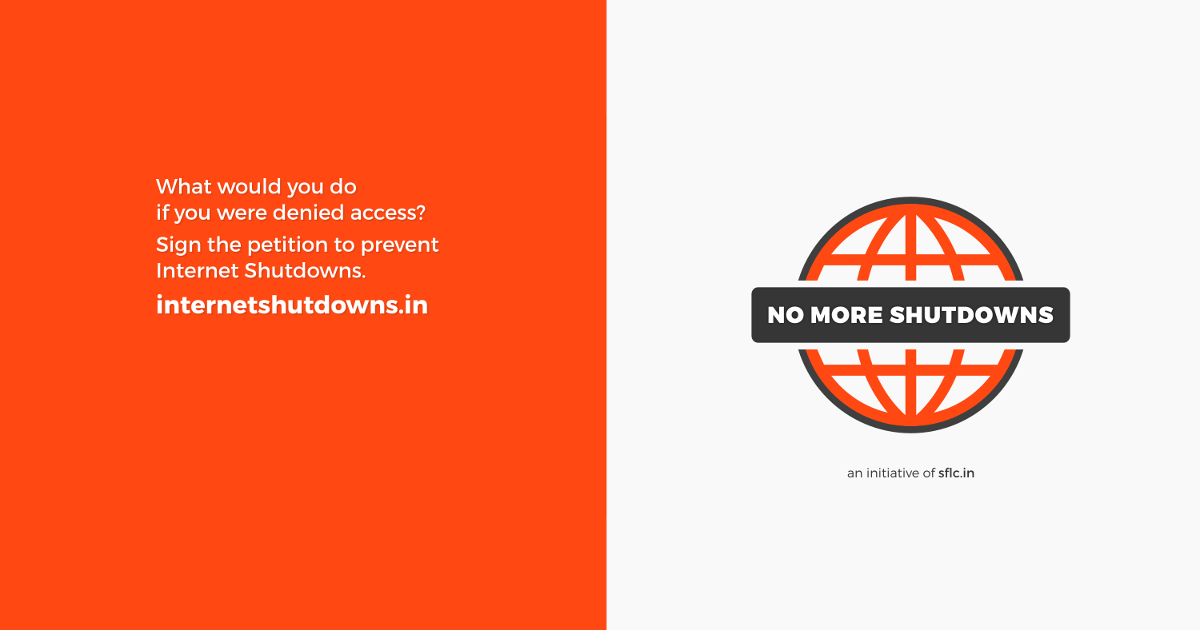 What would you do
if you were denied access?
Sign the petition to prevent
Internet Shutdowns.
internetshutdowns.in
NO MORE SHUTDOWNS
an initiative of sflc.in